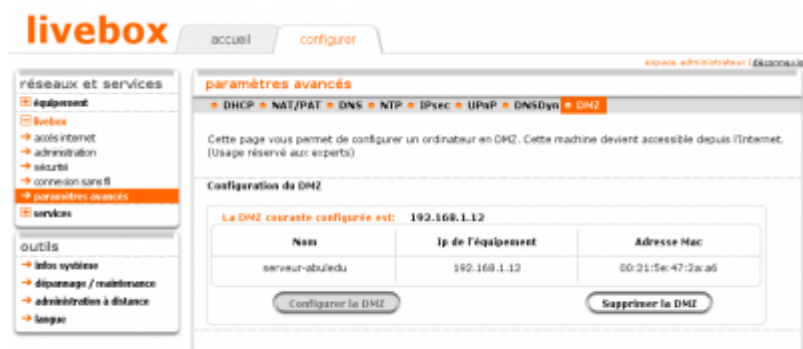 livebox
accueil
configurer
espace administrateur (déconnexio
réseaux et services
équipement
livebox
accès internet
administration
sécurité
connexion sans fil
paramètres avancés
services
outils
infos système
dépannage / maintenance
administration à distance
langue
paramètres avancés
DHCP NAT/PAT DNS NTP IPsec UPnP DNSDyn DMZ
Cette page vous permet de configurer un ordinateur en DMZ. Cette machine devient accessible depuis l'Internet.
(Usage réservé aux experts)
Configuration du DMZ
La DMZ courante configurée est: 192.168.1.12
Nom Ip de l'équipement Adresse Mac
serveur-abuledu 192.168.1.12 00:21:5e:47:2a:a6
Configurer la DMZ Supprimer la DMZ